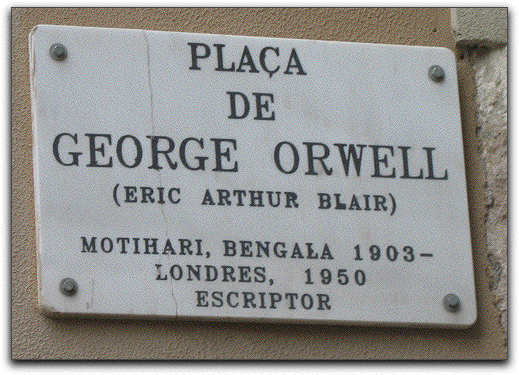 PLAÇA
DE
GEORGE ORWELL
(ERIC ARTHUR BLAIR)
MOTIHARI, BENGALA 1903-
LONDRES, 1950
ESCRIPTOR